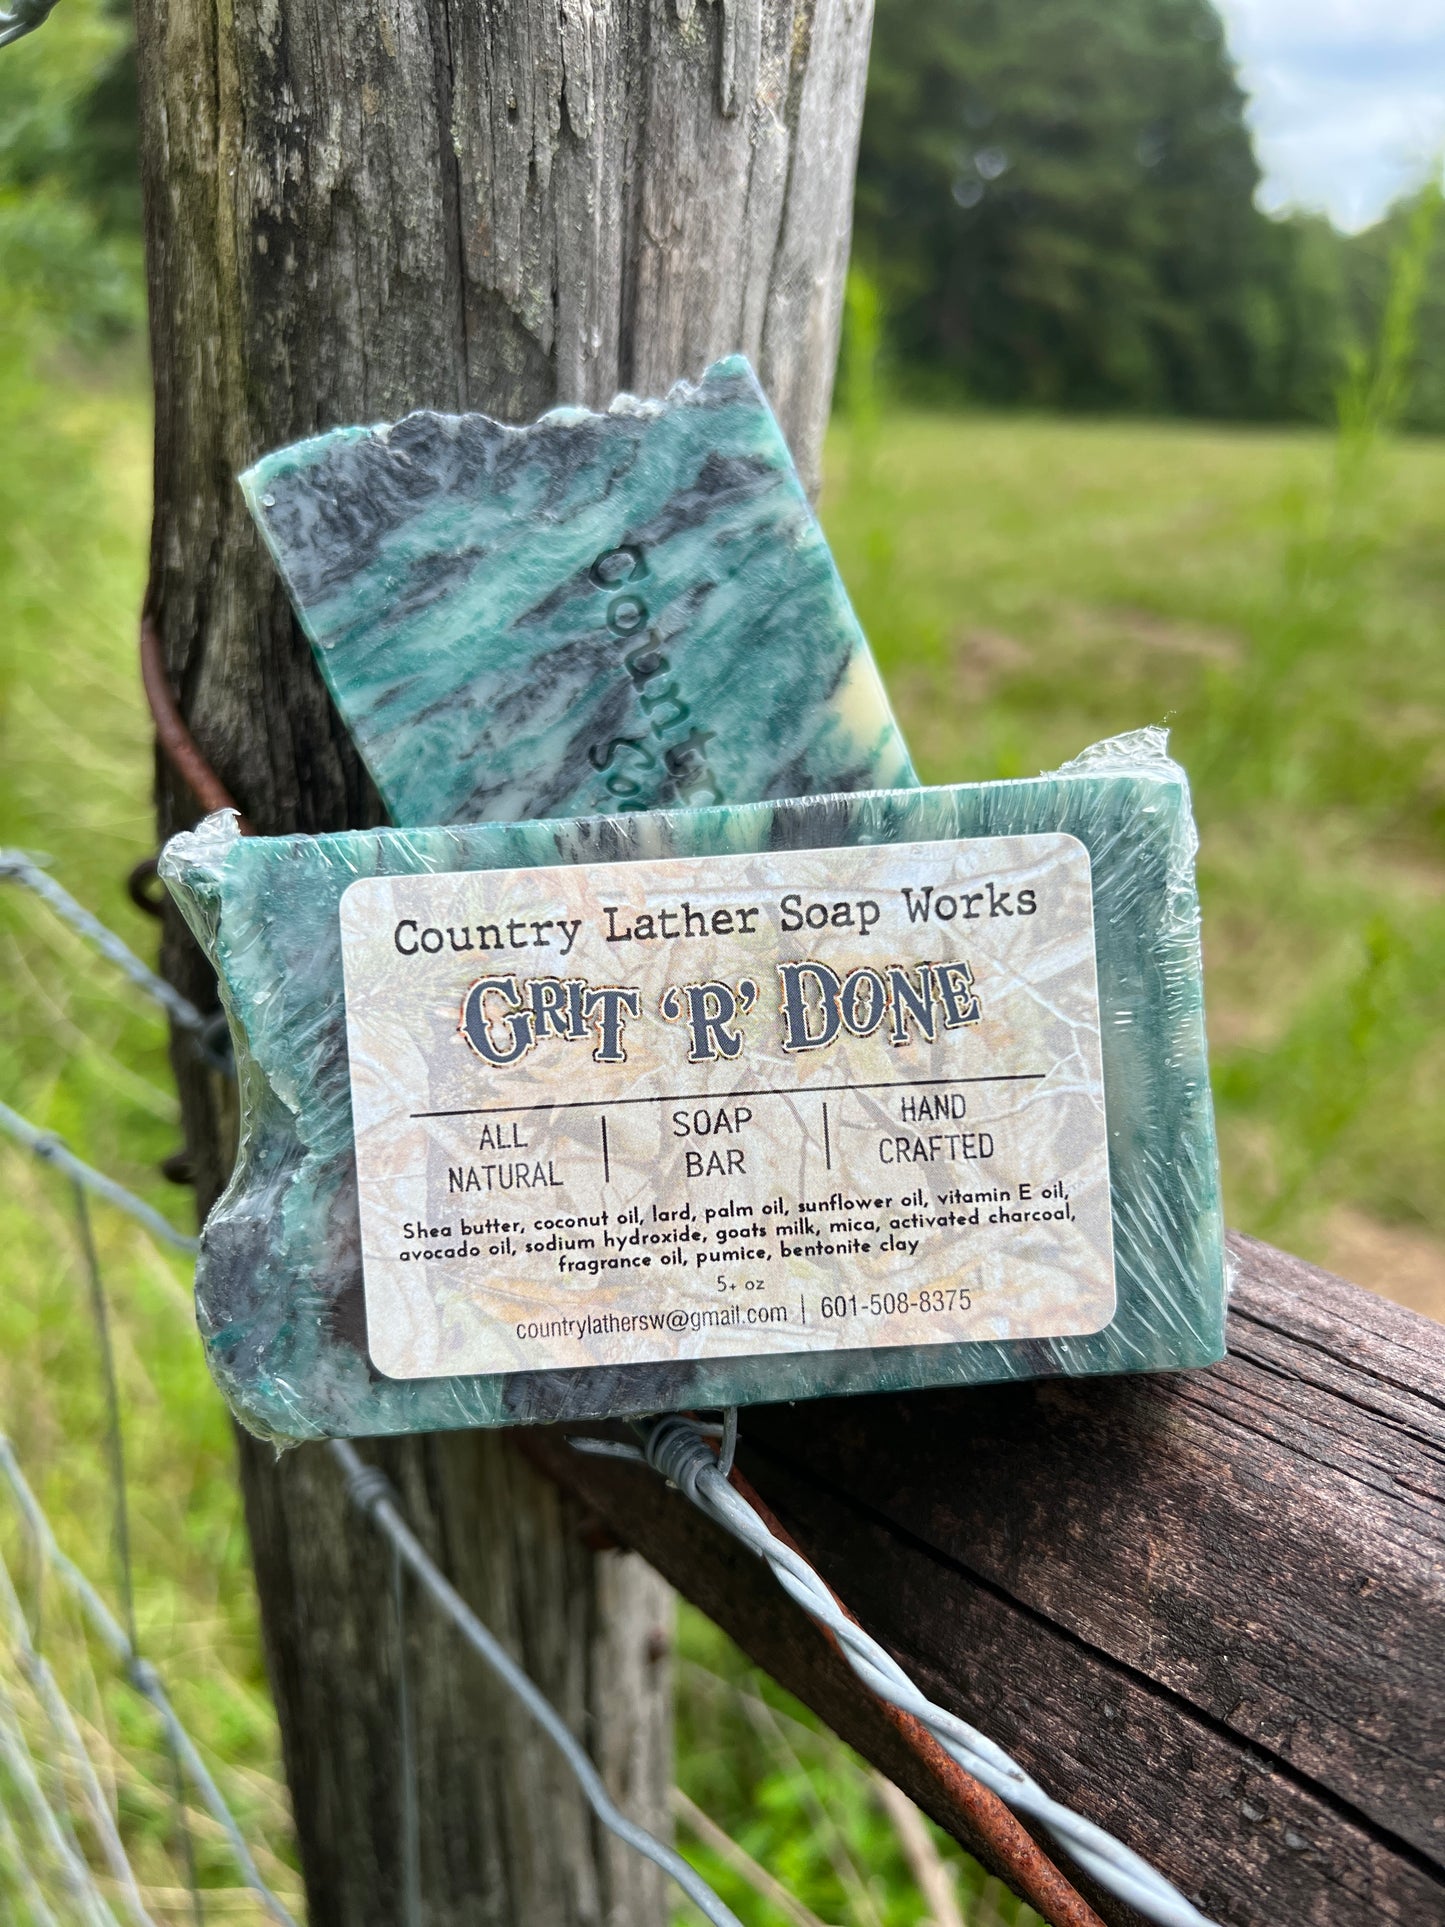 Country
Country Lather Soap Works
GRIT 'R' DONE
ALL
NATURAL
SOAP
BAR
HAND
CRAFTED
Shea butter, coconut oil, lard, palm oil, sunflower oil, vitamin E oil,
avocado oil, sodium hydroxide, goats milk, mica, activated charcoal,
fragrance oil, pumice, bentonite clay
5+ oz
countrylathersw@gmail.com | 601-508-8375